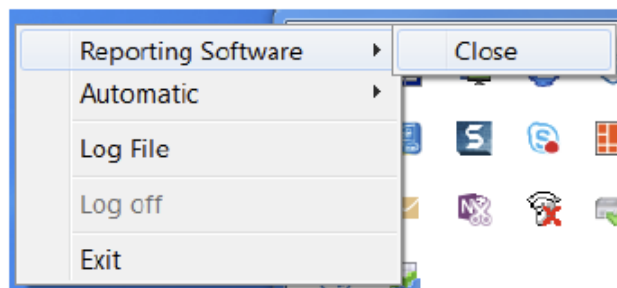 Reporting Software
Close
Automatic
Log File
Log off
Exit